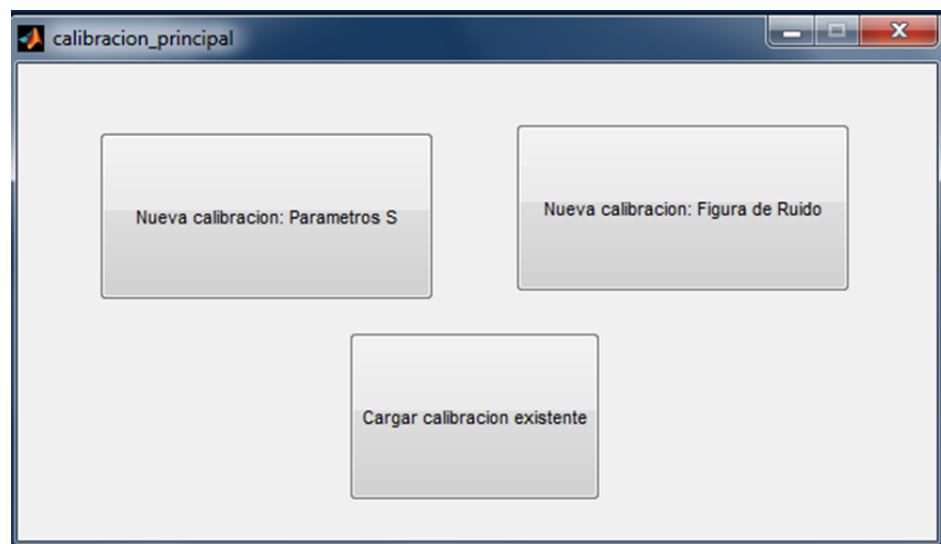 calibracion_principal
Nueva calibracion: Parametros S
Nueva calibracion: Figura de Ruido
Cargar calibracion existente